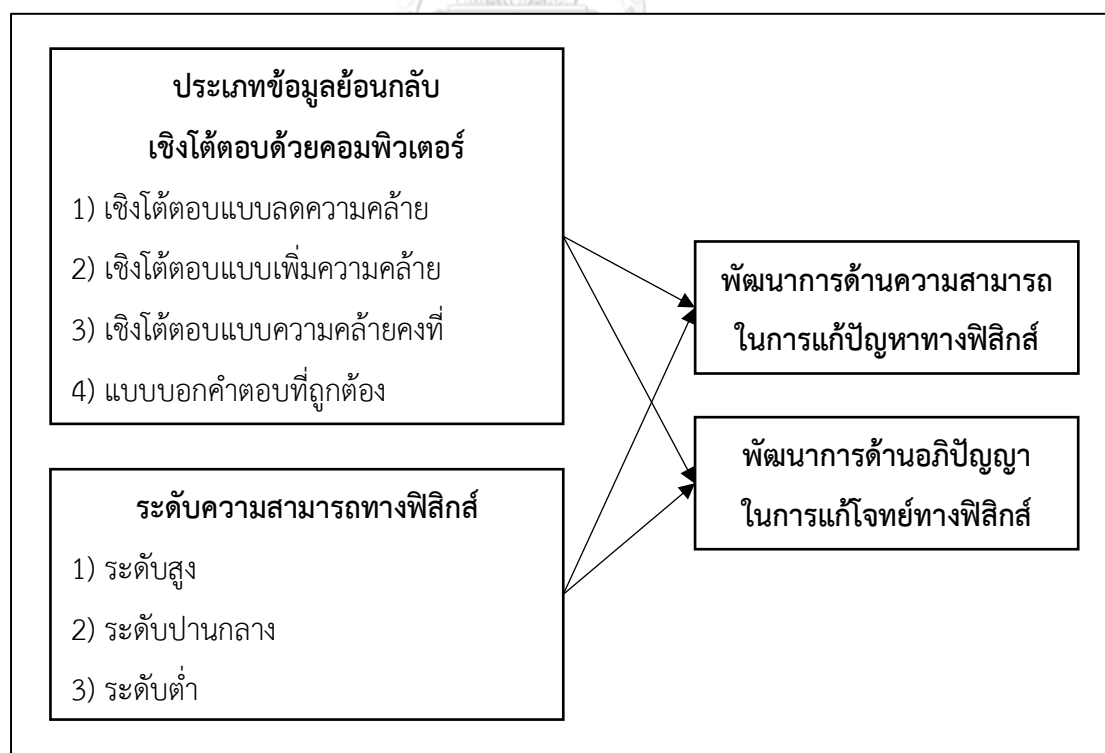 ประเภทข้อมูลย้อนกลับ
เชิงโต้ตอบด้วยคอมพิวเตอร์
1) เชิงโต้ตอบแบบลดความคล้าย
2) เชิงโต้ตอบแบบเพิ่มความคล้าย
3) เชิงโต้ตอบแบบความคล้ายคงที่
4) แบบบอกคำตอบที่ถูกต้อง
ระดับความสามารถทางฟิสิกส์
1) ระดับสูง
2) ระดับปานกลาง
3) ระดับต่ำ
พัฒนาการด้านความสามารถ
ในการแก้ปัญหาทางฟิสิกส์
พัฒนาการด้านอภิปัญญา
ในการแก้โจทย์ทางฟิสิกส์